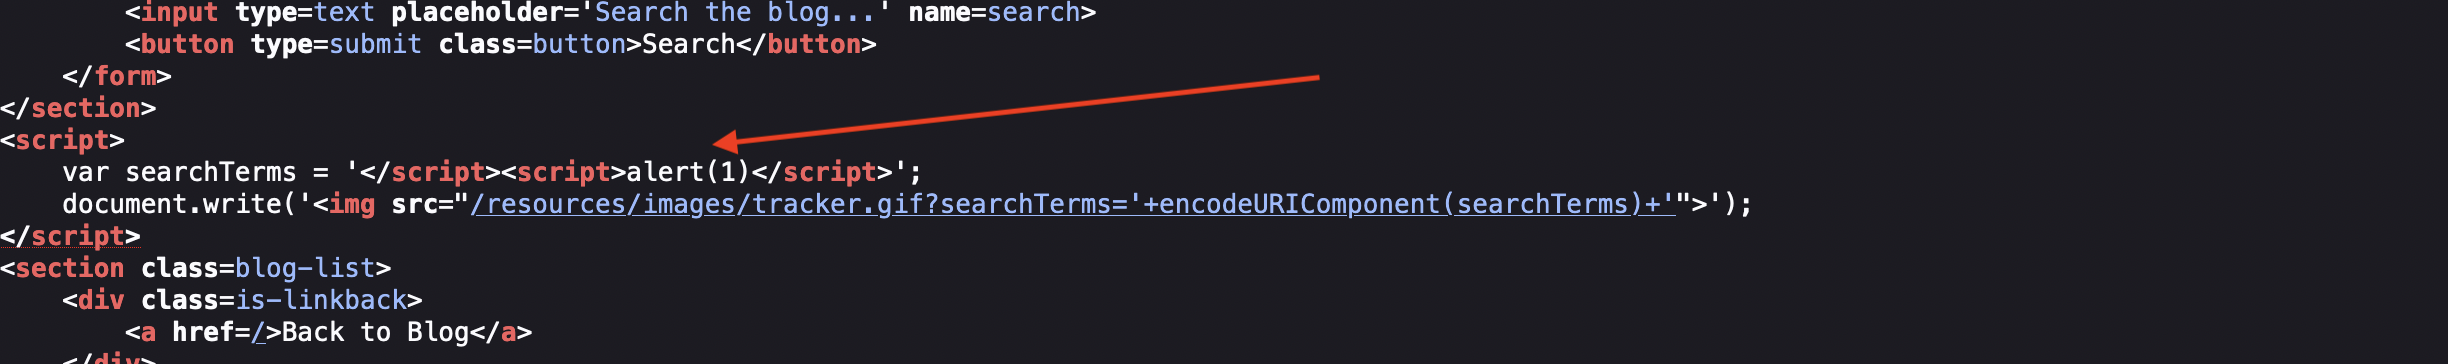 <input type=text placeholder='Search the blog...' name=search>
<button type=submit class=button>Search</button>
</form>
</section>
<script>
var searchTerms = '</script><script>alert(1)</script>';
document.write('<img src="/resources/images/tracker.gif?searchTerms='+encodeURIComponent(searchTerms)+'">');
</script>
<section class=blog-list>
<div class=is-linkback>
<a href=/>Back to Blog</a>
</div>